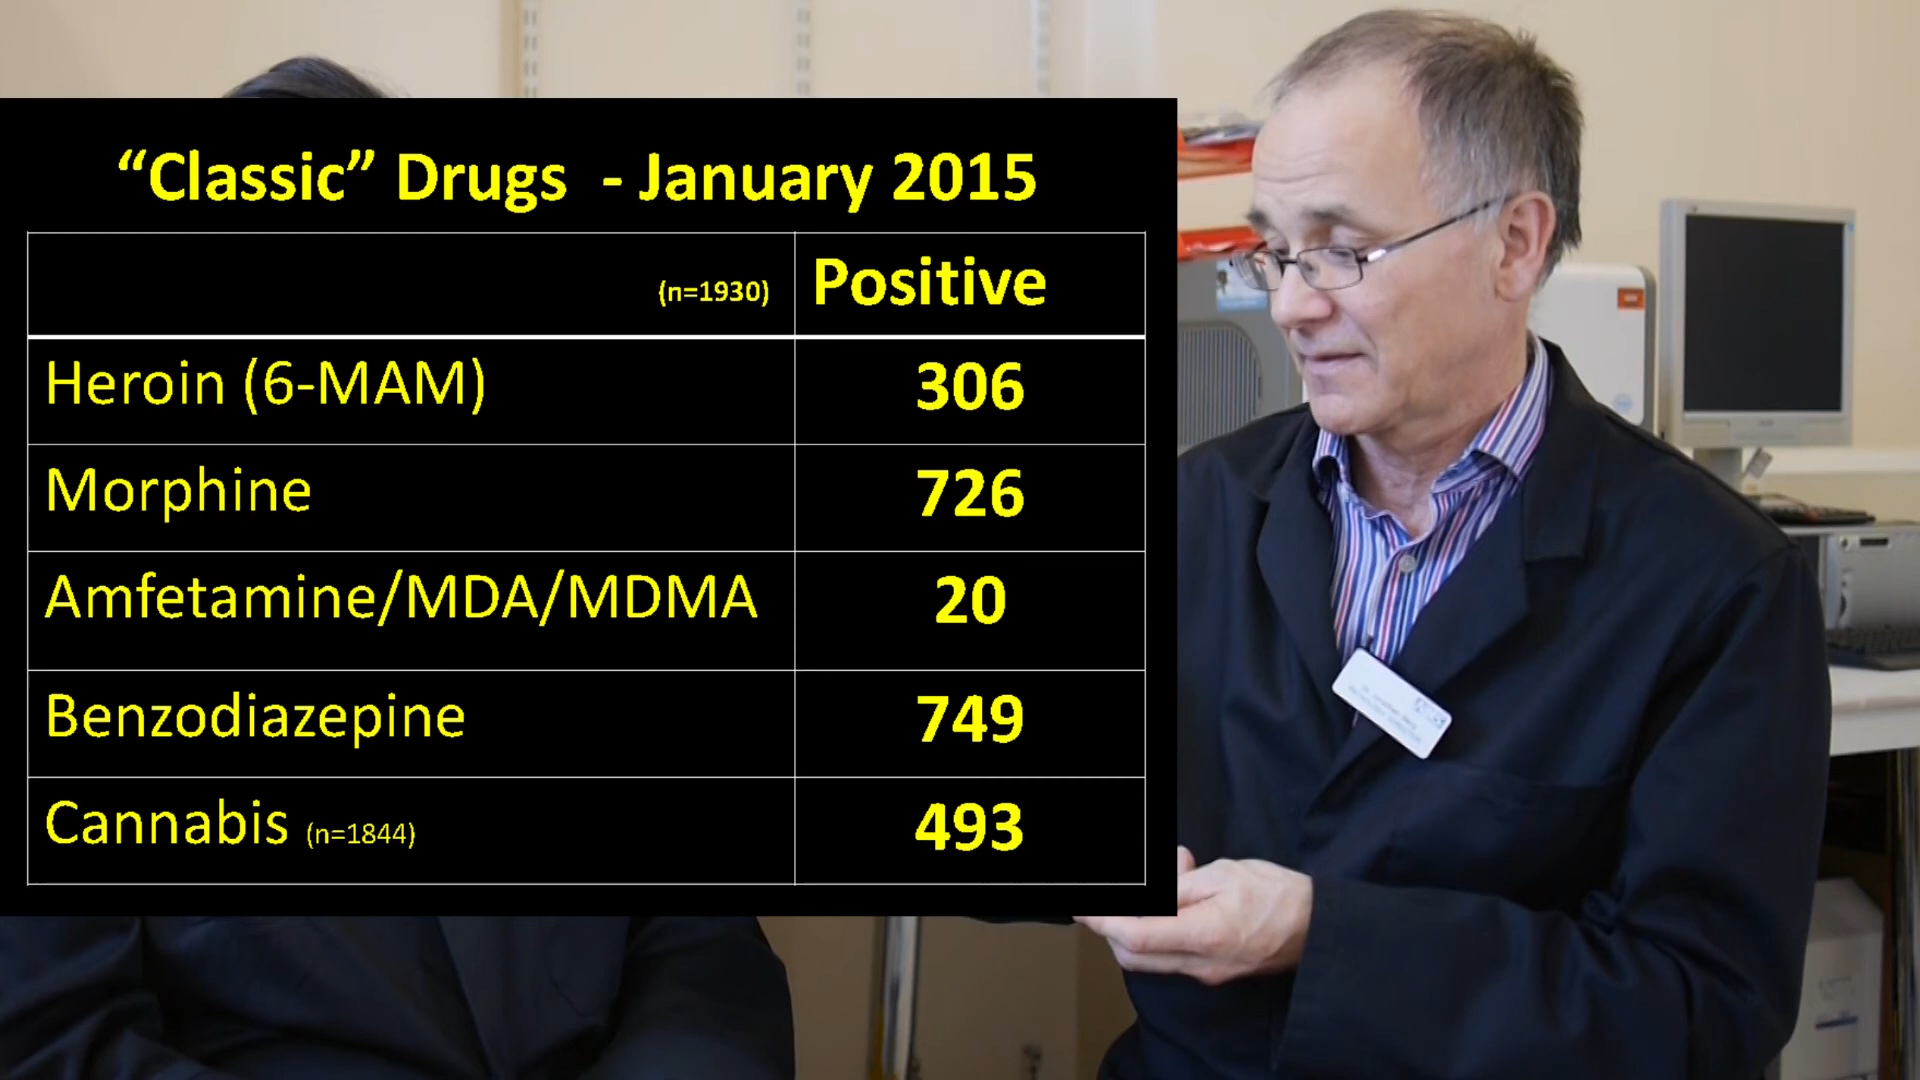 “Classic” Drugs - January 2015
(n=1930) Positive
Heroin (6-MAM) 306
Morphine 726
Amfetamine/MDA/MDMA 20
Benzodiazepine 749
Cannabis (n=1844) 493